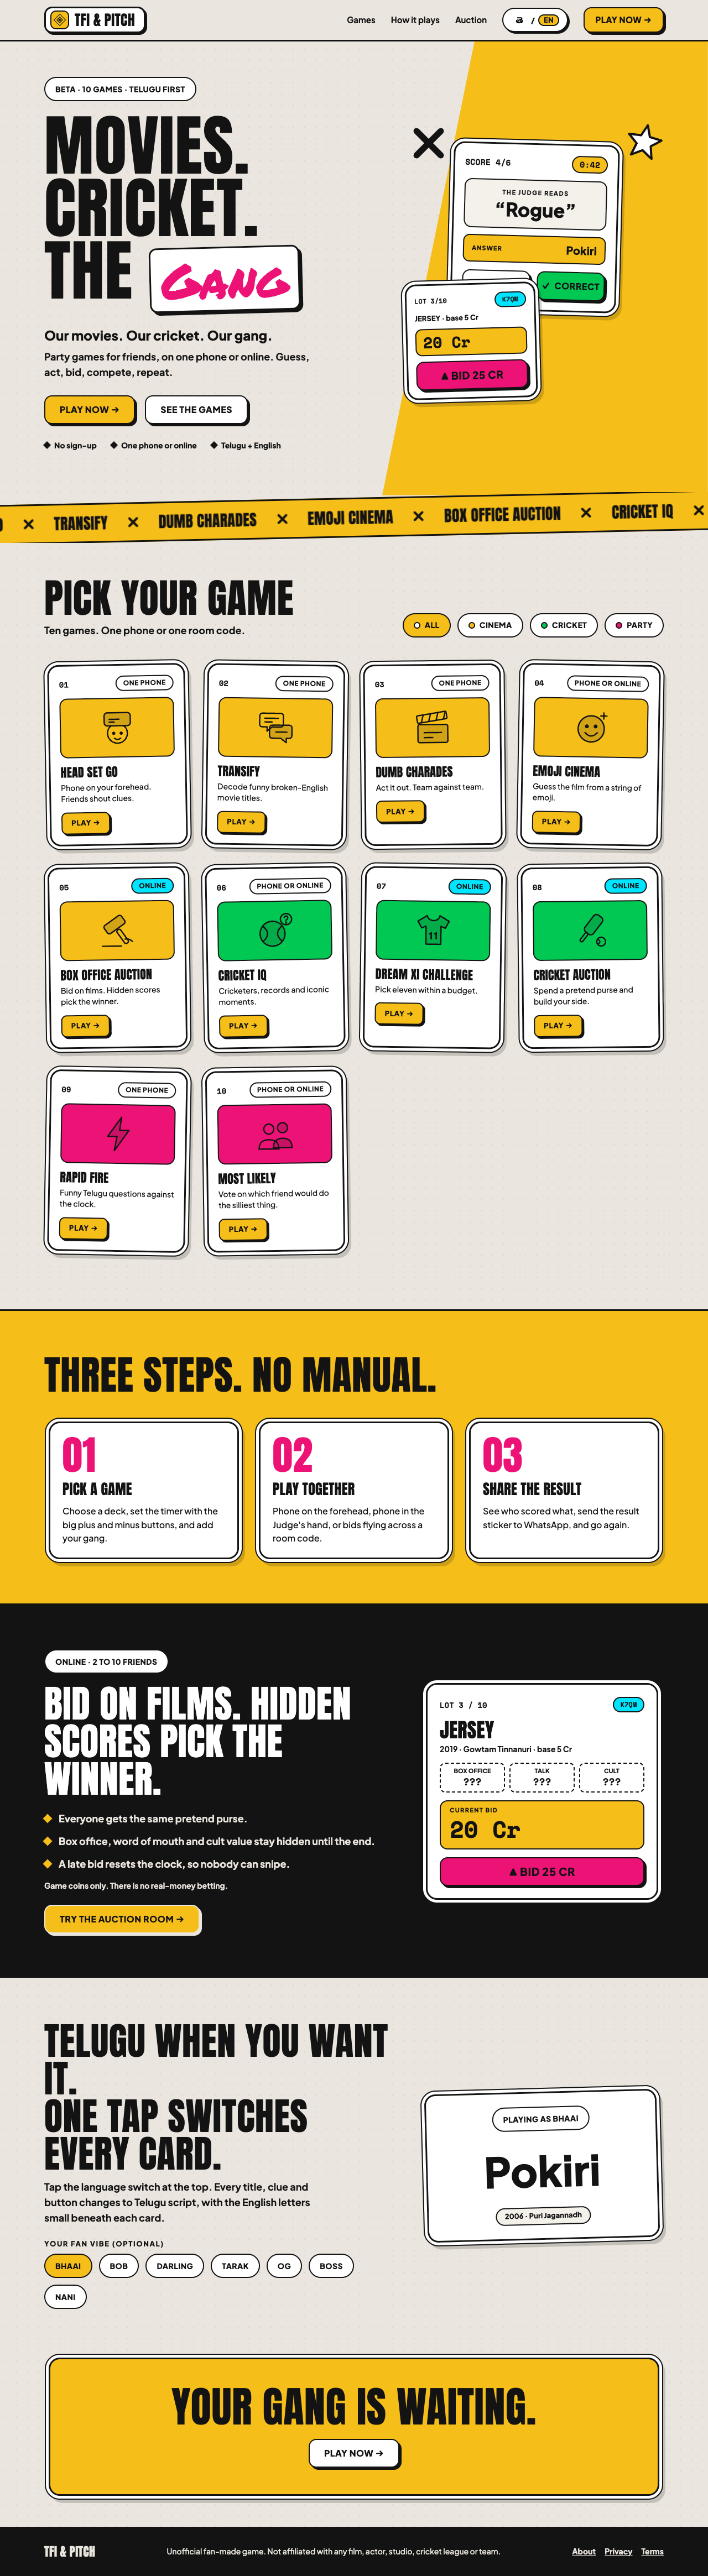 TFI & PITCH
Games
How it plays
Auction
అ / EN
PLAY NOW →
BETA · 10 GAMES · TELUGU FIRST
MOVIES.
CRICKET.
THE GANG
Our movies. Our cricket. Our gang.
Party games for friends, on one phone or online. Guess,
act, bid, compete, repeat.
PLAY NOW →
SEE THE GAMES
No sign-up
One phone or online
Telugu + English
SCORE 4/6
0:42
THE JUDGE READS
“Rogue”
ANSWER
Pokiri
✓ CORRECT
LOT 3/10
K7QM
JERSEY · base 5 Cr
20 Cr
▲ BID 25 CR
TRANSIFY
DUMB CHARADES
EMOJI CINEMA
BOX OFFICE AUCTION
CRICKET IQ
PICK YOUR GAME
Ten games. One phone or one room code.
ALL
CINEMA
CRICKET
PARTY
01
ONE PHONE
HEAD SET GO
Phone on your forehead.
Friends shout clues.
PLAY →
02
ONE PHONE
TRANSIFY
Decode funny broken-English
movie titles.
PLAY →
03
ONE PHONE
DUMB CHARADES
Act it out. Team against team.
PLAY →
04
PHONE OR ONLINE
EMOJI CINEMA
Guess the film from a string of
emoji.
PLAY →
05
ONLINE
BOX OFFICE AUCTION
Bid on films. Hidden scores
pick the winner.
PLAY →
06
PHONE OR ONLINE
?
CRICKET IQ
Cricketers, records and iconic
moments.
PLAY →
07
ONLINE
11
DREAM XI CHALLENGE
Pick eleven within a budget.
PLAY →
08
ONLINE
CRICKET AUCTION
Spend a pretend purse and
build your side.
PLAY →
09
ONE PHONE
RAPID FIRE
Funny Telugu questions against
the clock.
PLAY →
10
PHONE OR ONLINE
MOST LIKELY
Vote on which friend would do
the silliest thing.
PLAY →
THREE STEPS. NO MANUAL.
01
PICK A GAME
Choose a deck, set the timer with the
big plus and minus buttons, and add
your gang.
02
PLAY TOGETHER
Phone on the forehead, phone in the
Judge's hand, or bids flying across a
room code.
03
SHARE THE RESULT
See who scored what, send the result
sticker to WhatsApp, and go again.
ONLINE · 2 TO 10 FRIENDS
BID ON FILMS. HIDDEN
SCORES PICK THE
WINNER.
Everyone gets the same pretend purse.
Box office, word of mouth and cult value stay hidden until the end.
A late bid resets the clock, so nobody can snipe.
Game coins only. There is no real-money betting.
TRY THE AUCTION ROOM →
LOT 3 / 10
K7QM
JERSEY
2019 · Gowtam Tinnanuri · base 5 Cr
BOX OFFICE
???
TALK
???
CULT
???
CURRENT BID
20 Cr
▲ BID 25 CR
TELUGU WHEN YOU WANT
IT.
ONE TAP SWITCHES
EVERY CARD.
Tap the language switch at the top. Every title, clue and
button changes to Telugu script, with the English letters
small beneath each card.
YOUR FAN VIBE (OPTIONAL)
BHAAI
BOB
DARLING
TARAK
OG
BOSS
NANI
PLAYING AS BHAAI
Pokiri
2006 · Puri Jagannadh
YOUR GANG IS WAITING.
PLAY NOW →
TFI & PITCH
Unofficial fan-made game. Not affiliated with any film, actor, studio, cricket league or team.
About
Privacy
Terms